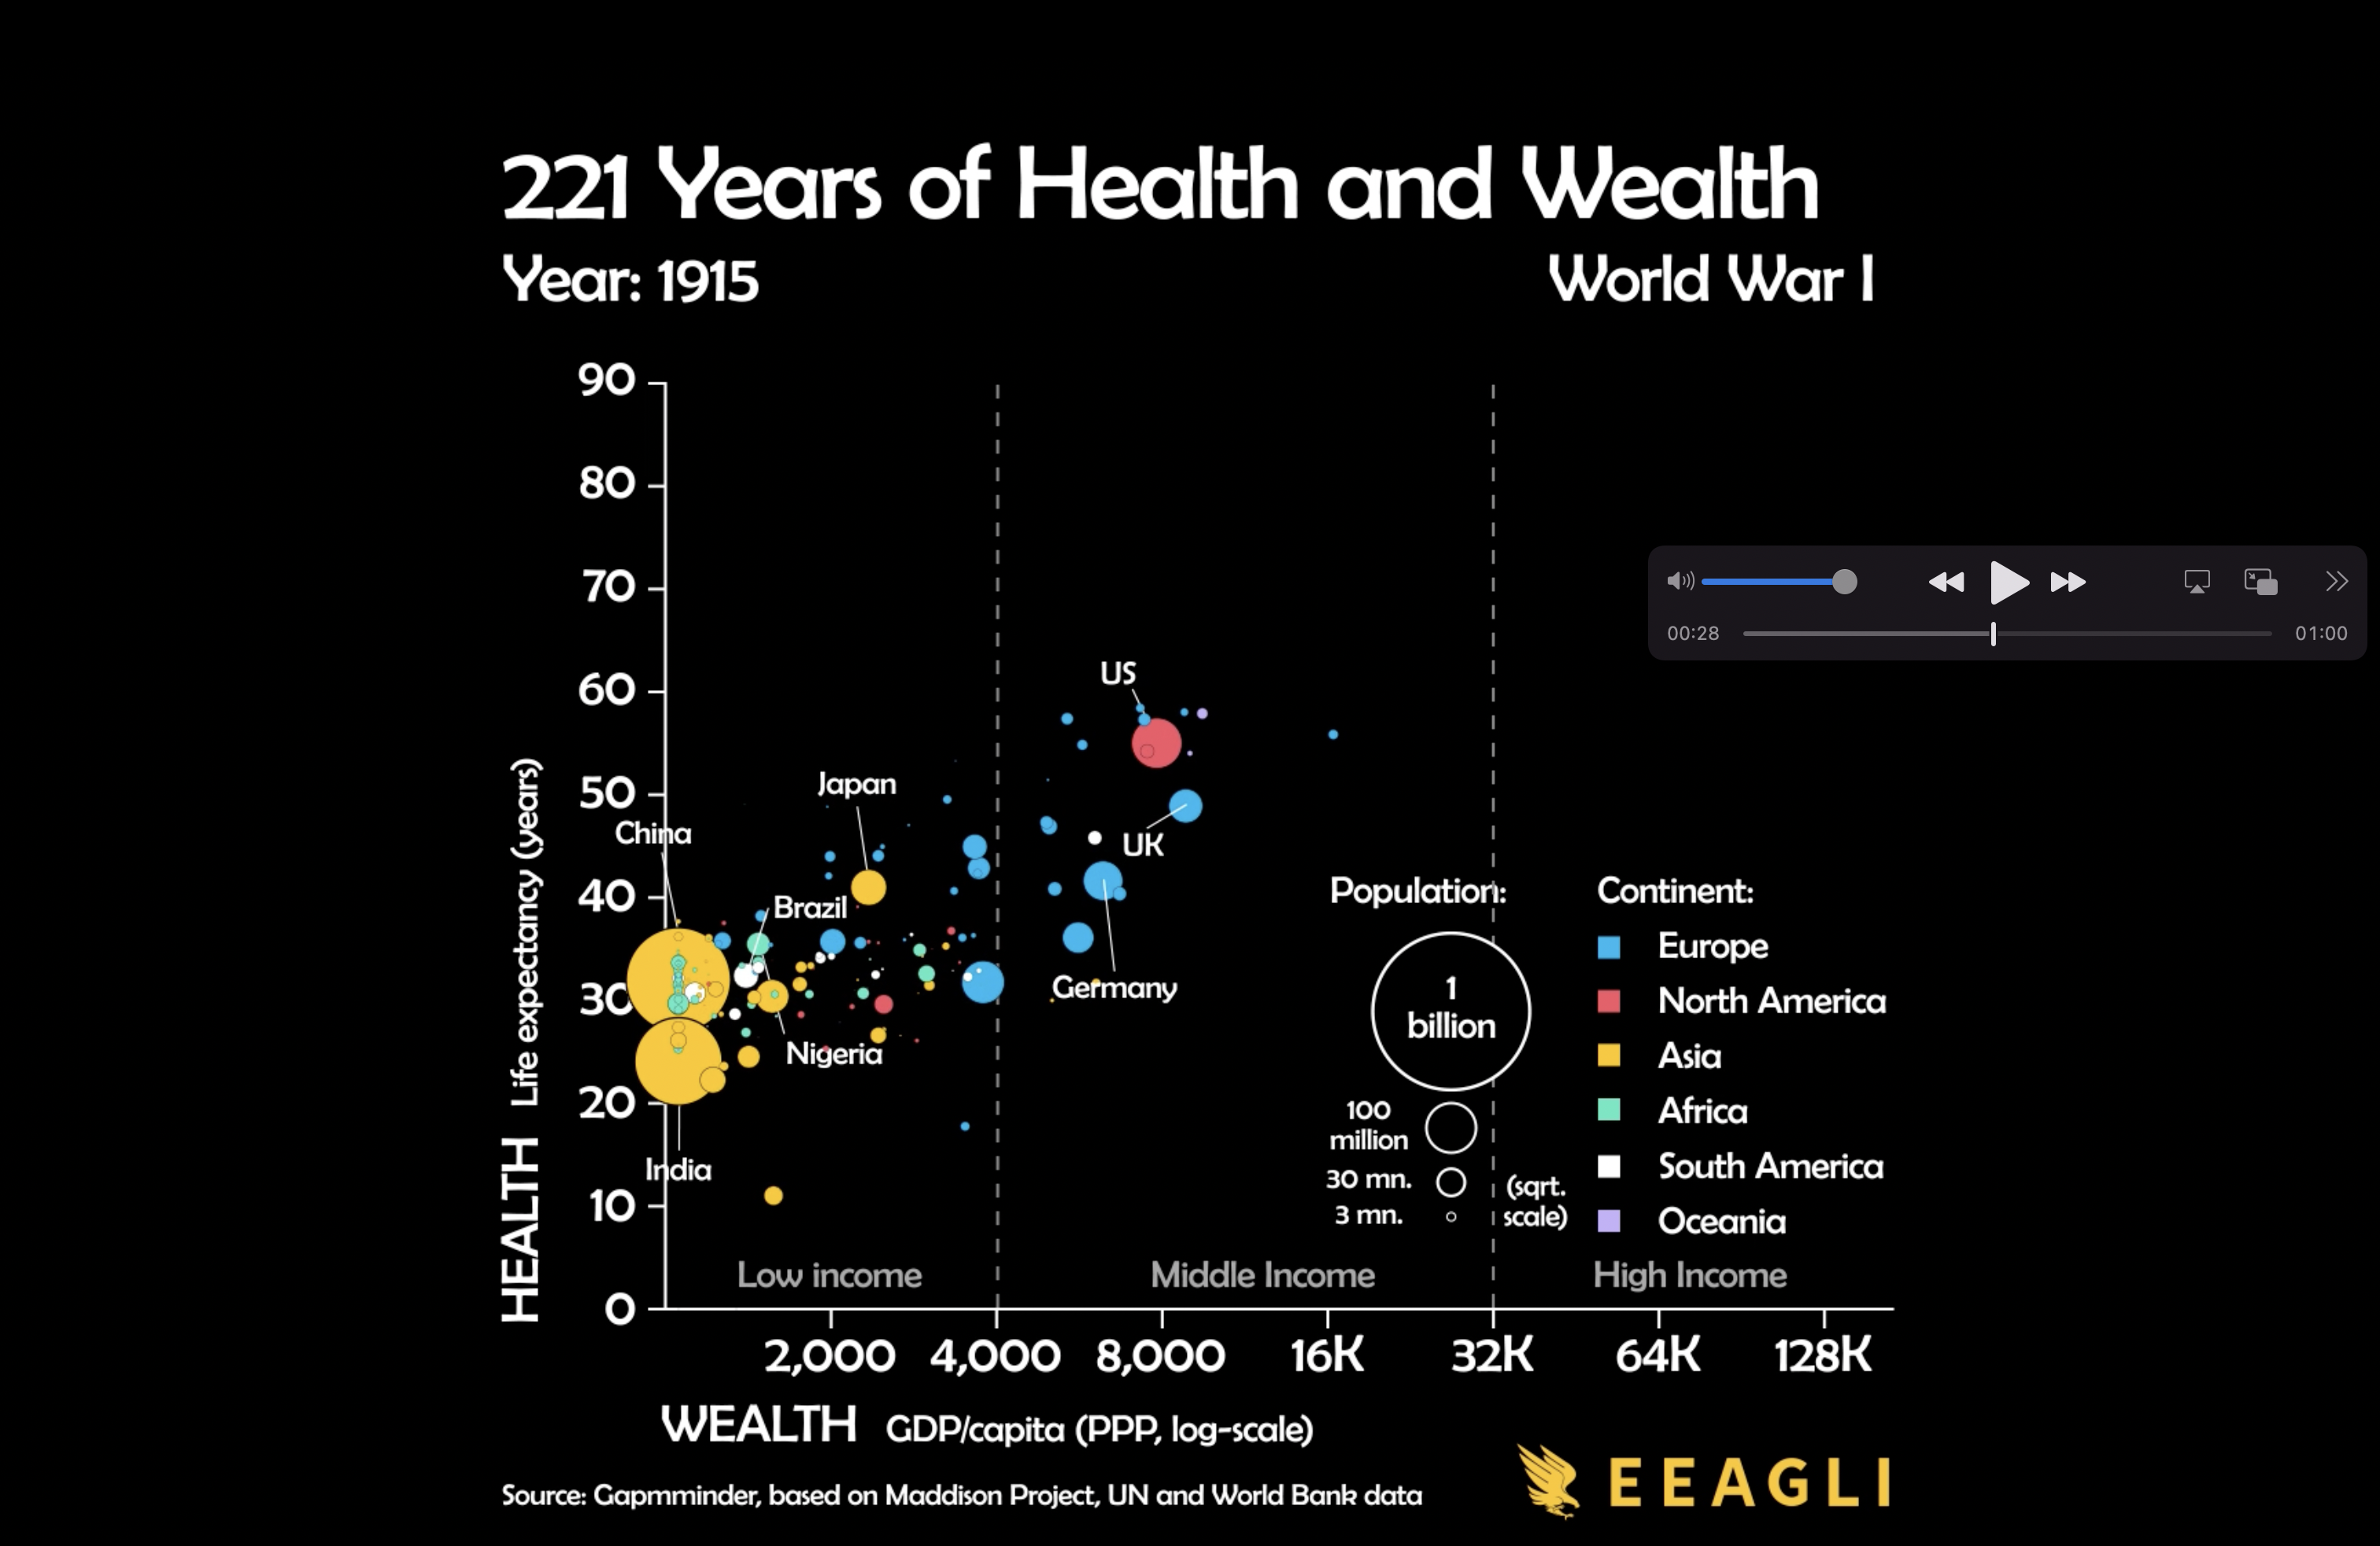 221 Years of Health and Wealth
Year: 1915
World War I
90
80
70
60
50
40
30
20
10
0
HEALTH Life expectancy (years)
US
Japan
China
UK
Brazil
Germany
Nigeria
India
Population:
1
billion
100
million
30 mn.
3 mn.
(sqrt.
scale)
Continent:
Europe
North America
Asia
Africa
South America
Oceania
00:28
01:00
Low income
Middle Income
High Income
2,000
4,000
8,000
16K
32K
64K
128K
WEALTH GDP/capita (PPP, log-scale)
Source: Gapmminder, based on Maddison Project, UN and World Bank data
EEAGLI